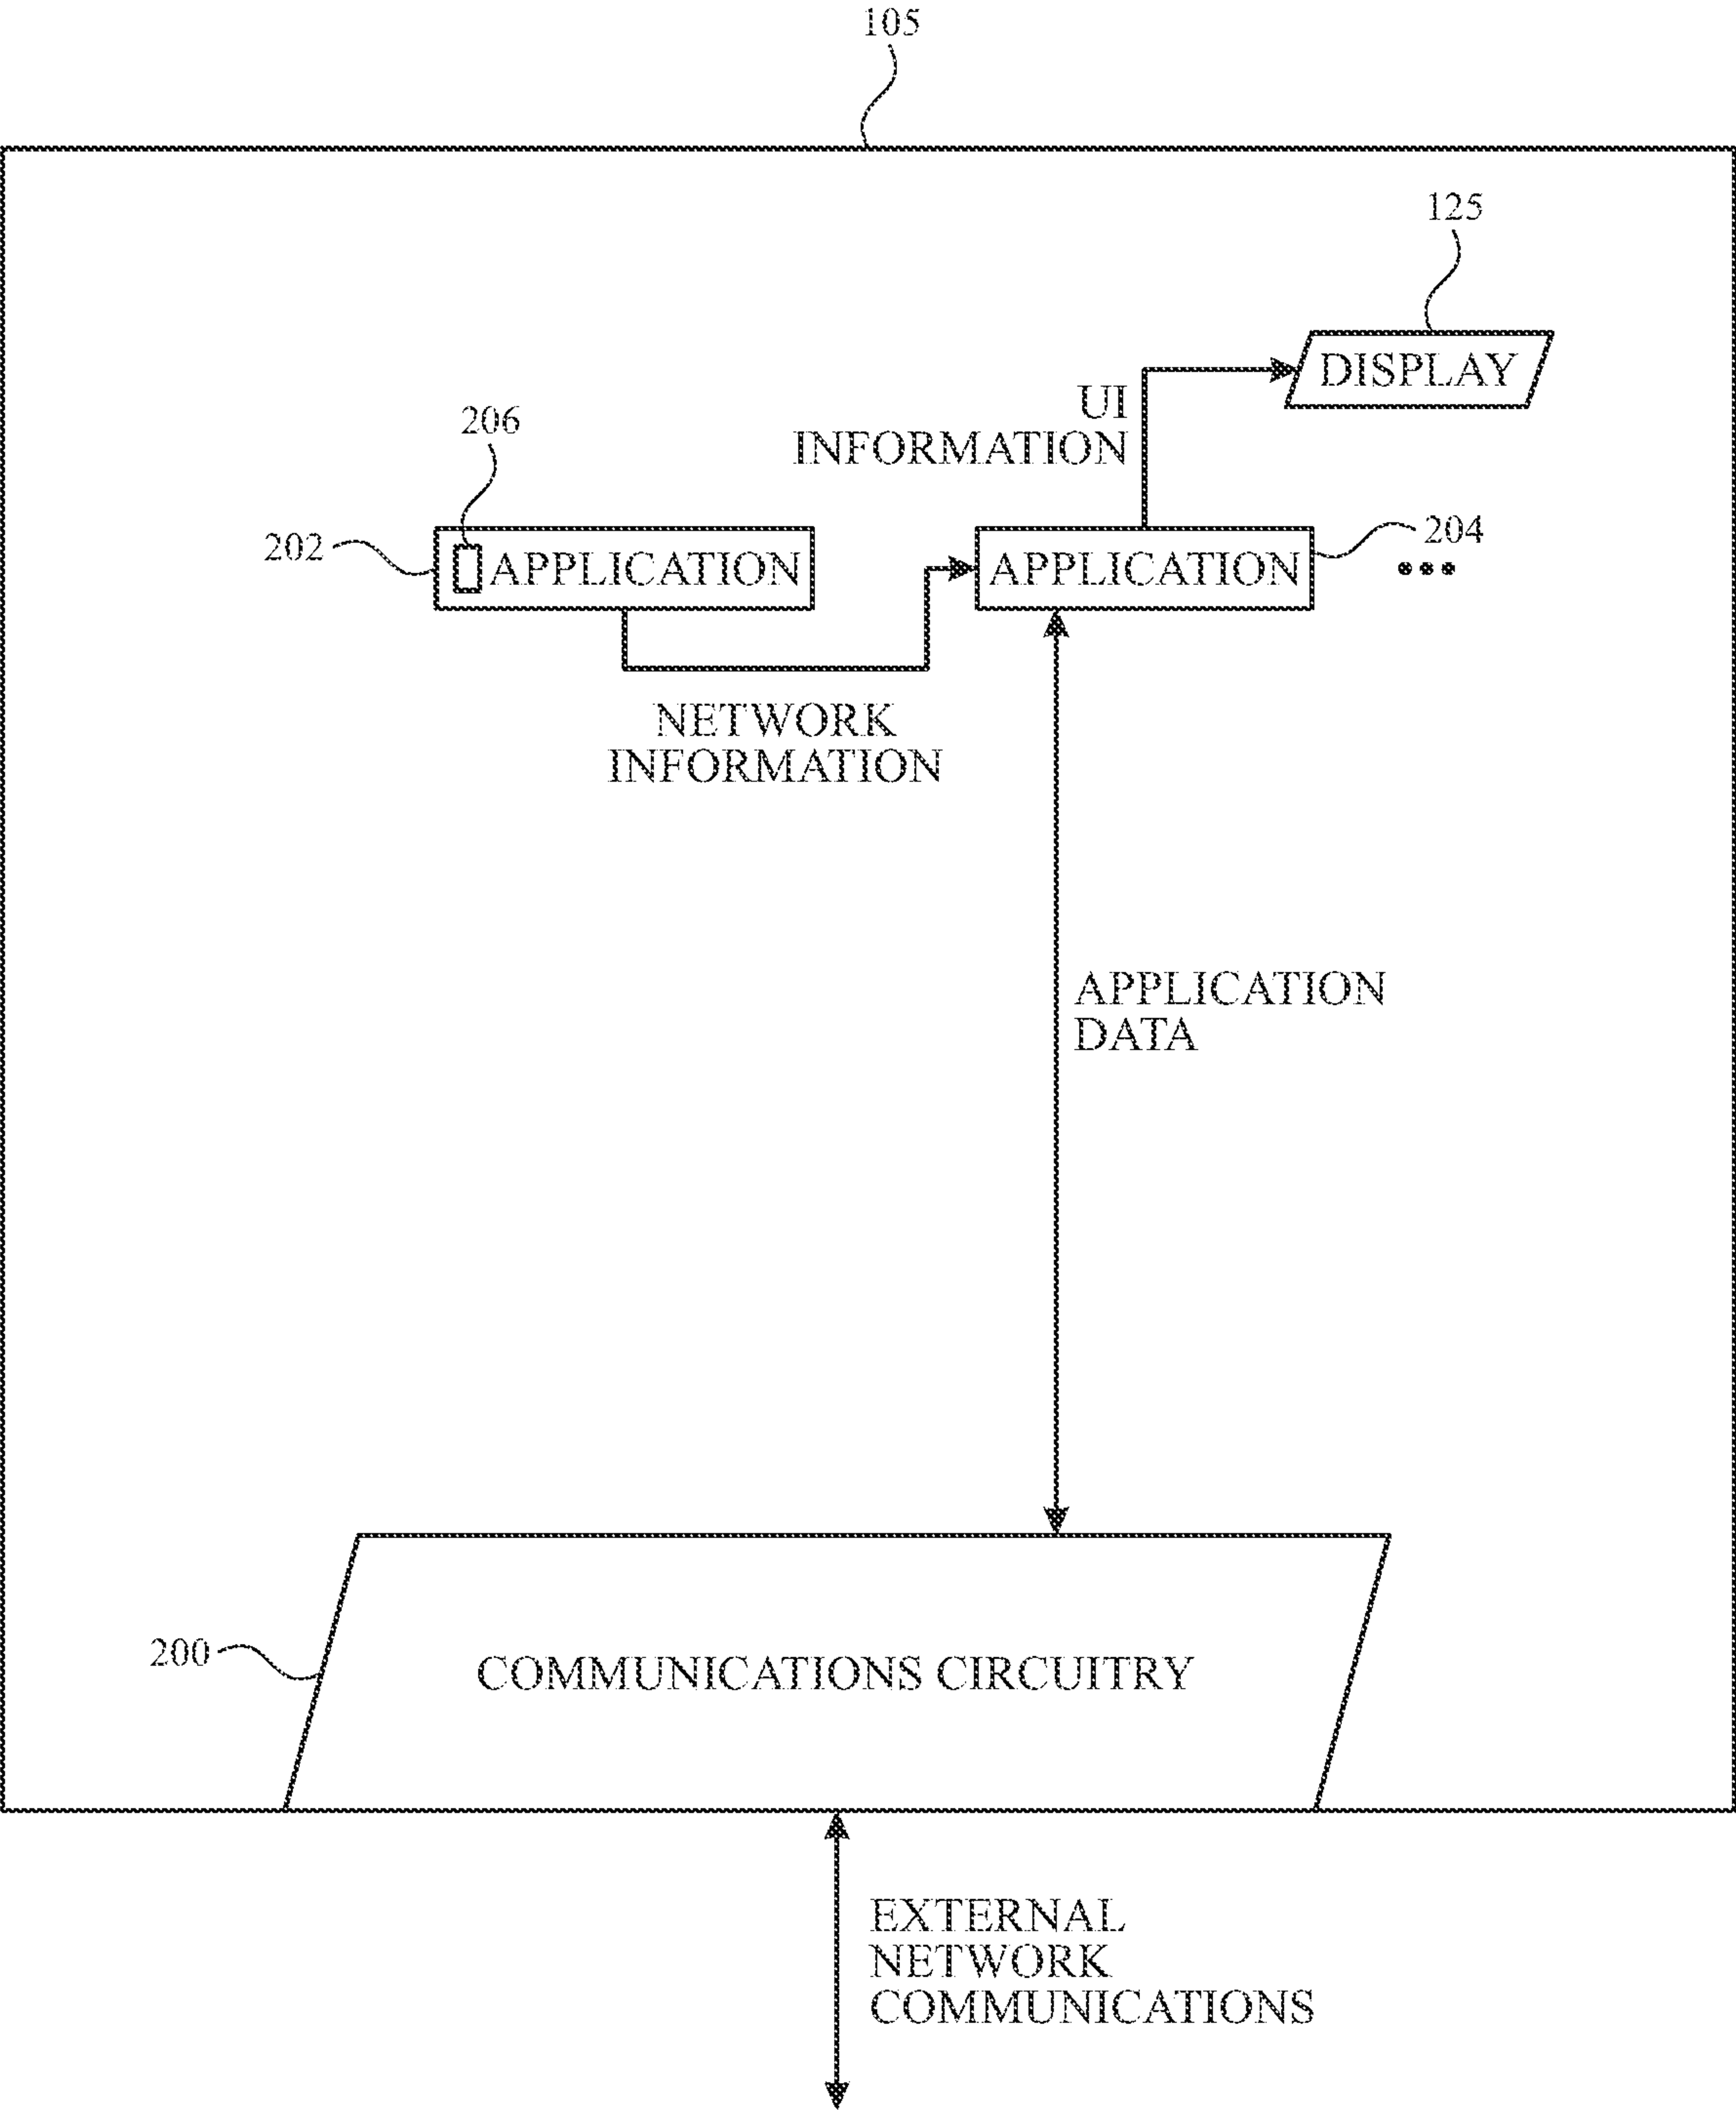 105
125
DISPLAY
UI
INFORMATION
206
202
APPLICATION
APPLICATION
204
NETWORK
INFORMATION
APPLICATION
DATA
200
COMMUNICATIONS CIRCUITRY
EXTERNAL
NETWORK
COMMUNICATIONS